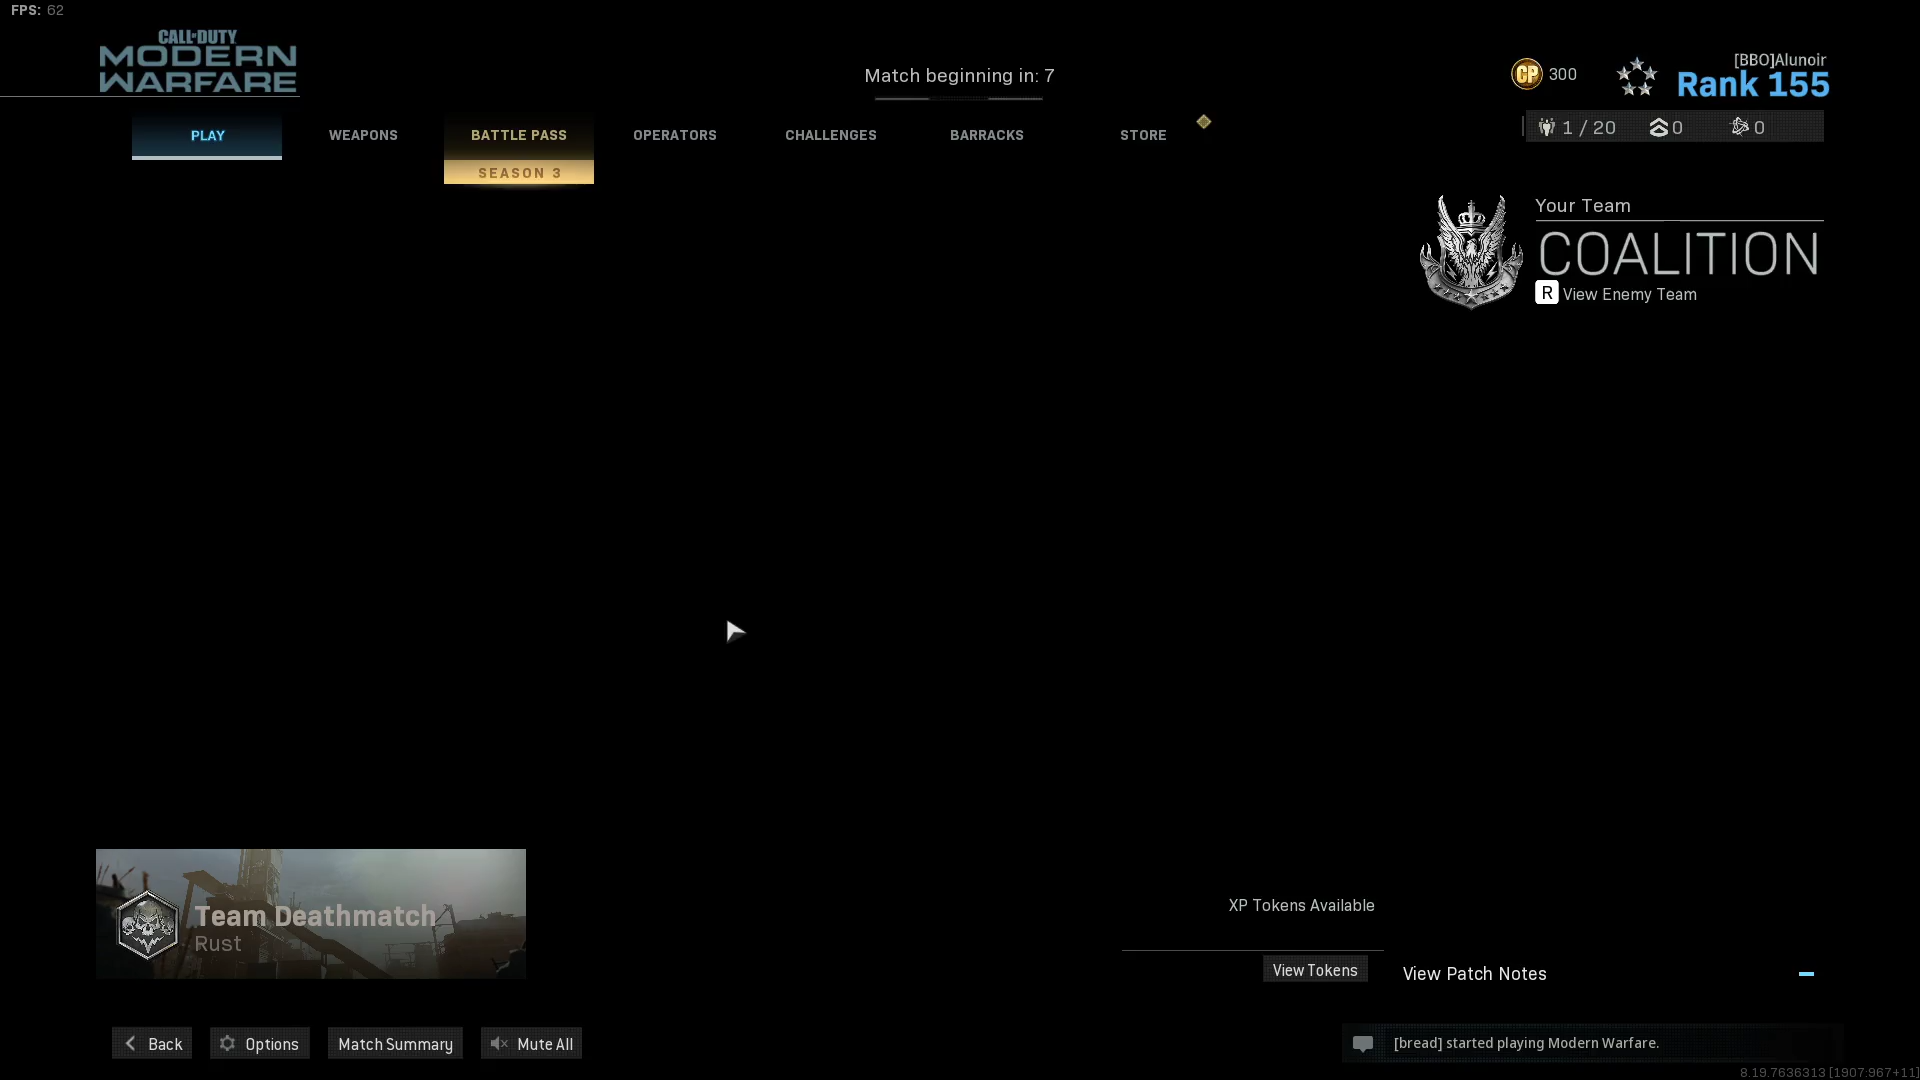 FPS: 62
CALL OF DUTY
MODERN
WARFARE
Match beginning in: 7
CP 300
[BBO]Alunoir
Rank 155
PLAY
WEAPONS
BATTLE PASS
OPERATORS
CHALLENGES
BARRACKS
STORE
1 / 20
0
0
SEASON 3
Your Team
COALITION
R View Enemy Team
Team Deathmatch
Rust
XP Tokens Available
View Tokens
View Patch Notes
Back
Options
Match Summary
Mute All
[bread] started playing Modern Warfare.
8.19.7636313 [1907:967+11]